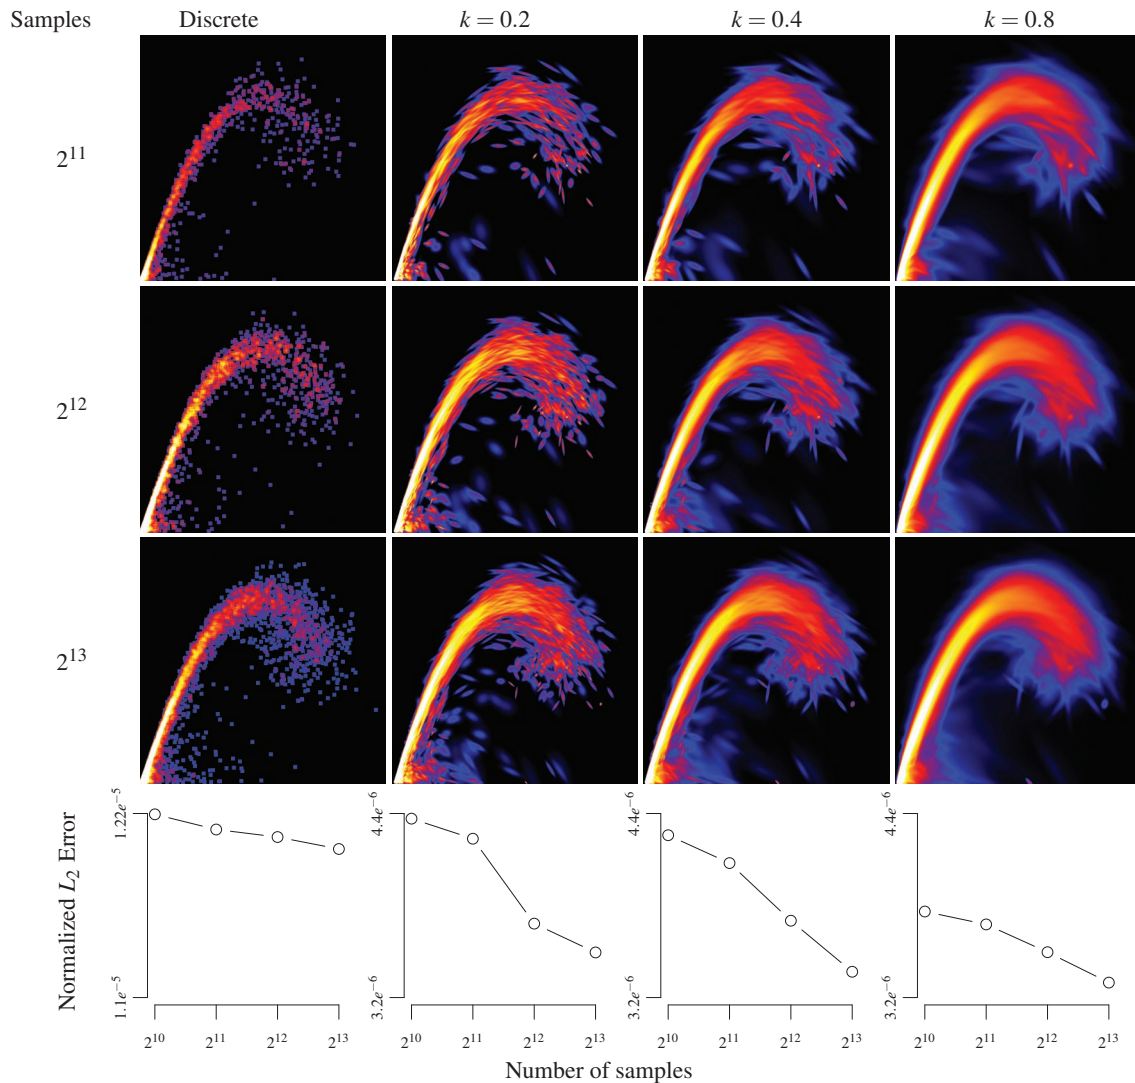 Samples Discrete k = 0.2 k = 0.4 k = 0.8
2^11
2^12
2^13
Normalized L_2 Error
1.22e^−5
1.1e^−5
4.4e^−6
3.2e^−6
4.4e^−6
3.2e^−6
4.4e^−6
3.2e^−6
2^10 2^11 2^12 2^13 2^10 2^11 2^12 2^13 2^10 2^11 2^12 2^13 2^10 2^11 2^12 2^13
Number of samples